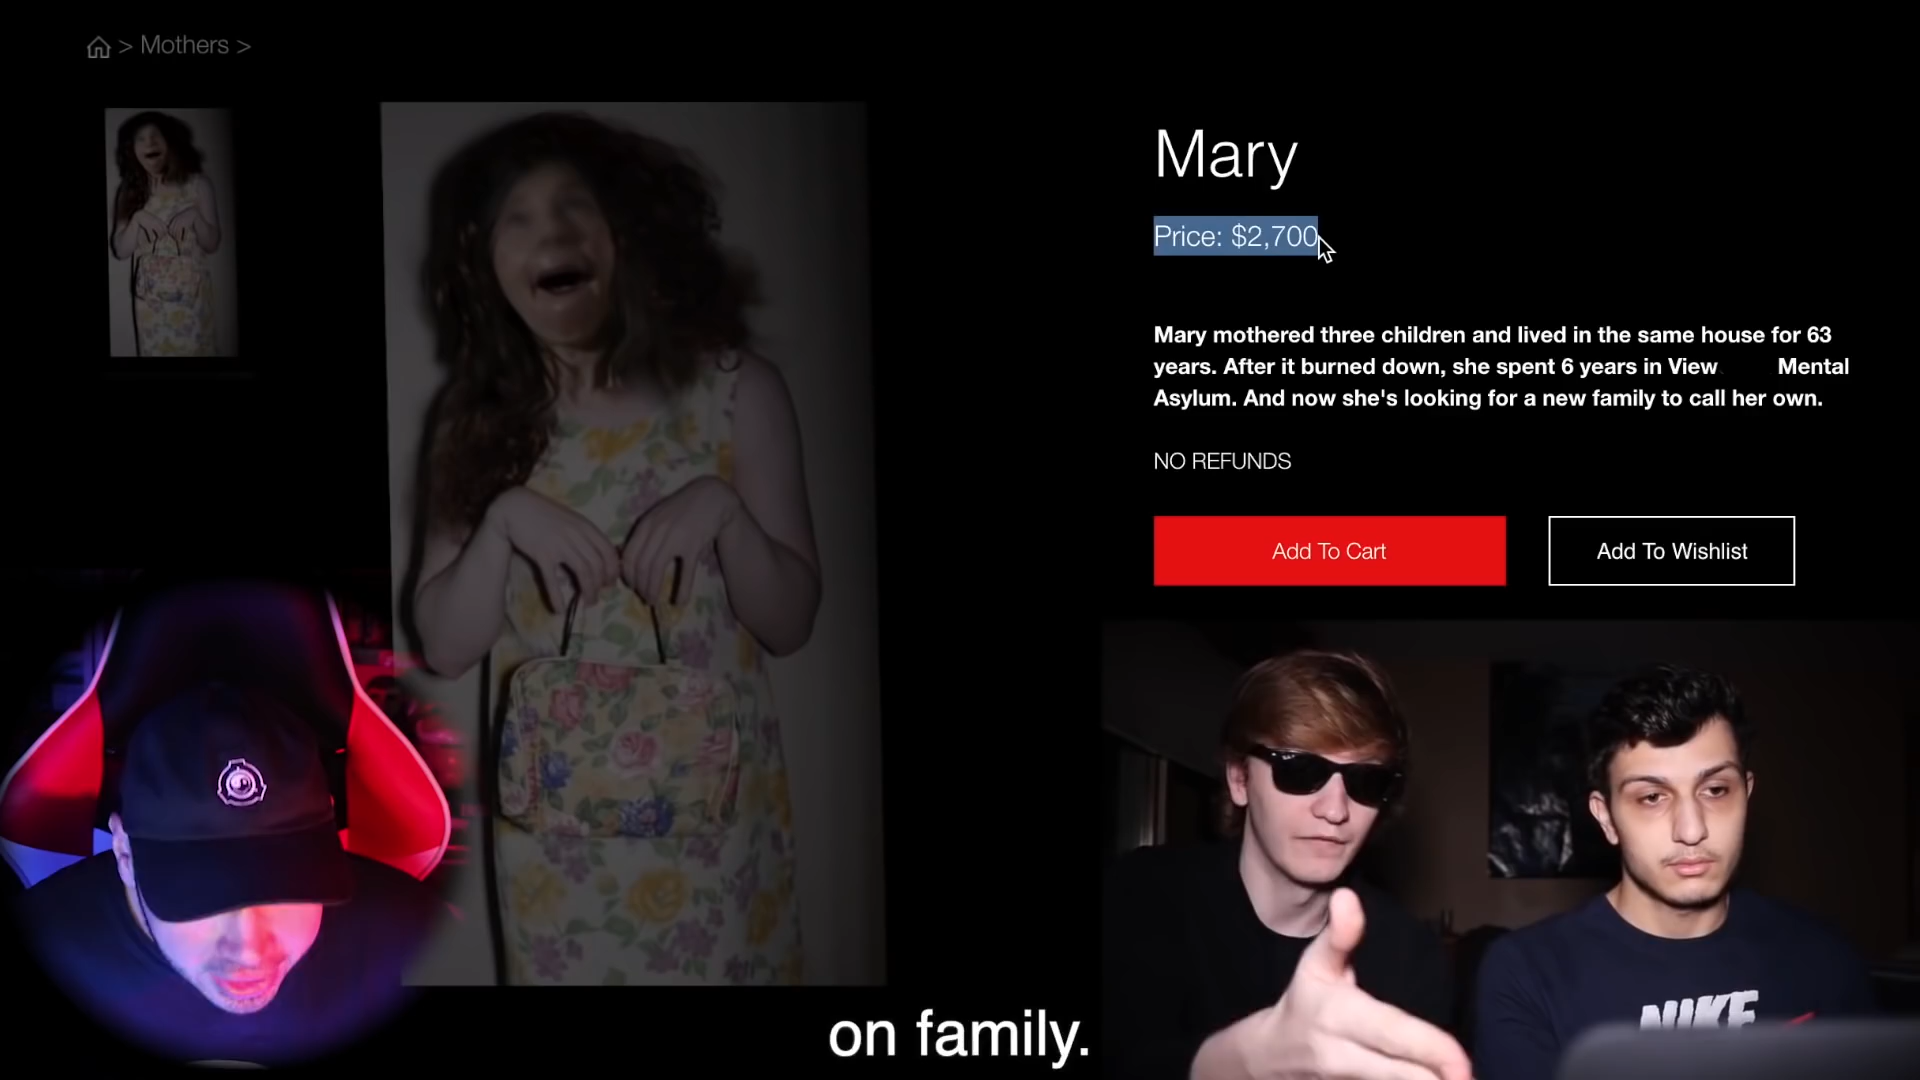 > Mothers >
Mary
Price: $2,700
Mary mothered three children and lived in the same house for 63
years. After it burned down, she spent 6 years in View Mental
Asylum. And now she's looking for a new family to call her own.
NO REFUNDS
Add To Cart
Add To Wishlist
NIKE
on family.